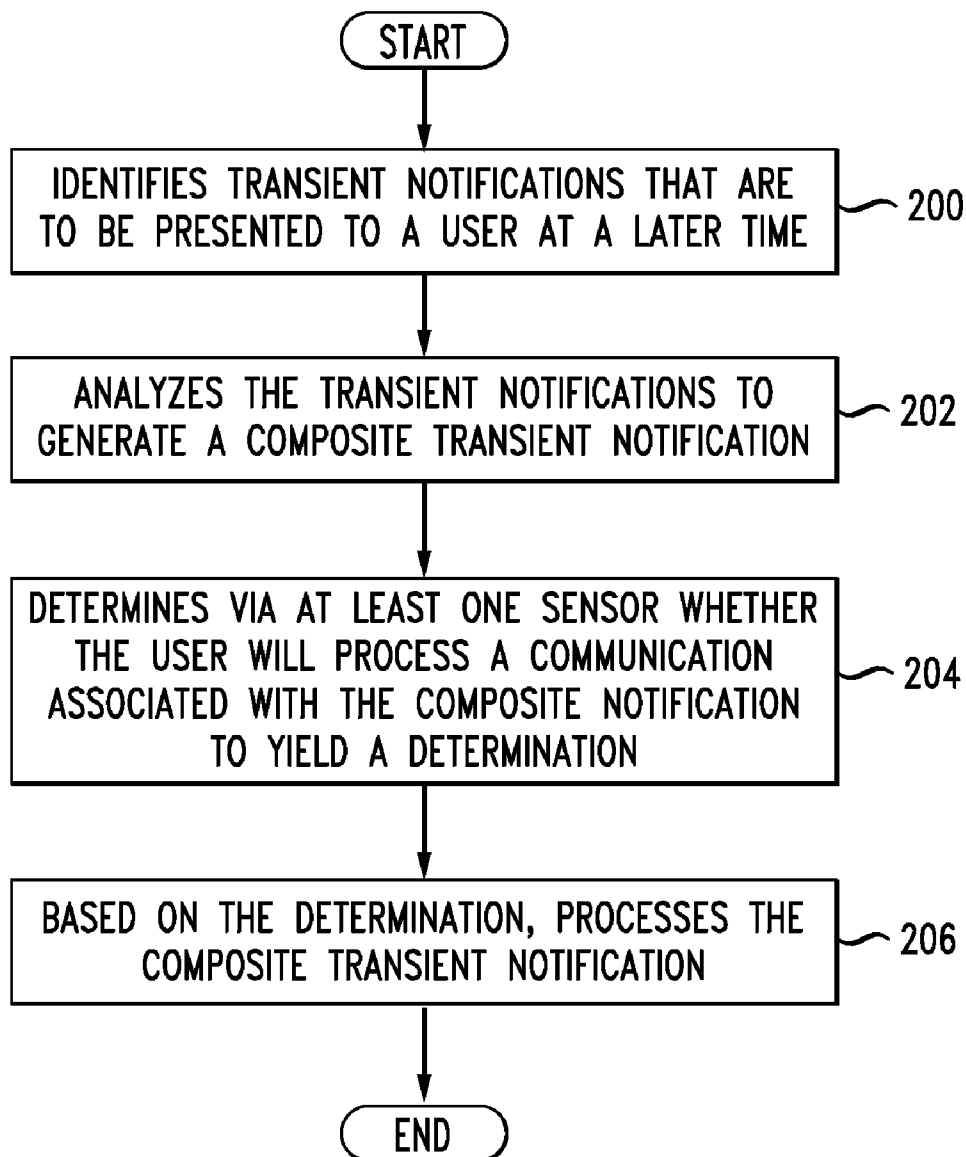 START
IDENTIFIES TRANSIENT NOTIFICATIONS THAT ARE
TO BE PRESENTED TO A USER AT A LATER TIME
200
ANALYZES THE TRANSIENT NOTIFICATIONS TO
GENERATE A COMPOSITE TRANSIENT NOTIFICATION
202
DETERMINES VIA AT LEAST ONE SENSOR WHETHER
THE USER WILL PROCESS A COMMUNICATION
ASSOCIATED WITH THE COMPOSITE NOTIFICATION
TO YIELD A DETERMINATION
204
BASED ON THE DETERMINATION, PROCESSES THE
COMPOSITE TRANSIENT NOTIFICATION
206
END